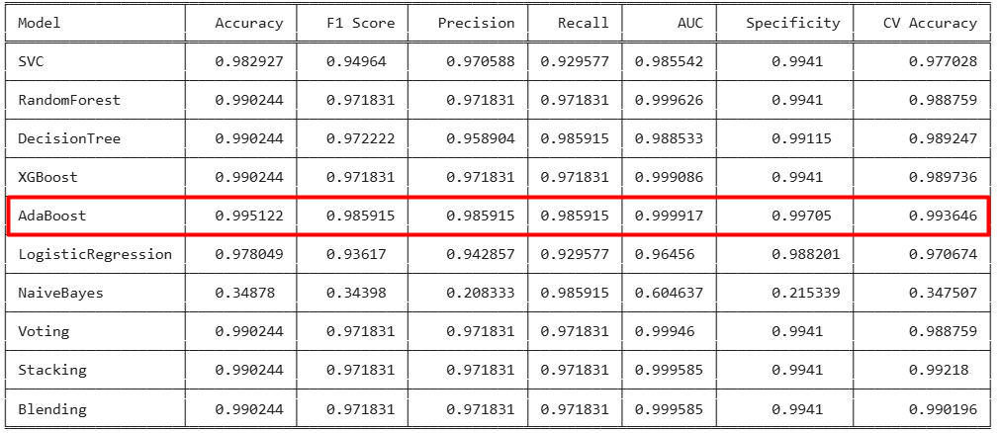 Model Accuracy F1 Score Precision Recall AUC Specificity CV Accuracy
SVC 0.982927 0.94964 0.970588 0.929577 0.985542 0.9941 0.977028
RandomForest 0.990244 0.971831 0.971831 0.971831 0.999626 0.9941 0.988759
DecisionTree 0.990244 0.972222 0.958904 0.985915 0.988533 0.99115 0.989247
XGBoost 0.990244 0.971831 0.971831 0.971831 0.999086 0.9941 0.989736
AdaBoost 0.995122 0.985915 0.985915 0.985915 0.999917 0.99705 0.993646
LogisticRegression 0.978049 0.93617 0.942857 0.929577 0.96456 0.988201 0.970674
NaiveBayes 0.34878 0.34398 0.208333 0.985915 0.604637 0.215339 0.347507
Voting 0.990244 0.971831 0.971831 0.971831 0.99946 0.9941 0.988759
Stacking 0.990244 0.971831 0.971831 0.971831 0.999585 0.9941 0.99218
Blending 0.990244 0.971831 0.971831 0.971831 0.999585 0.9941 0.990196